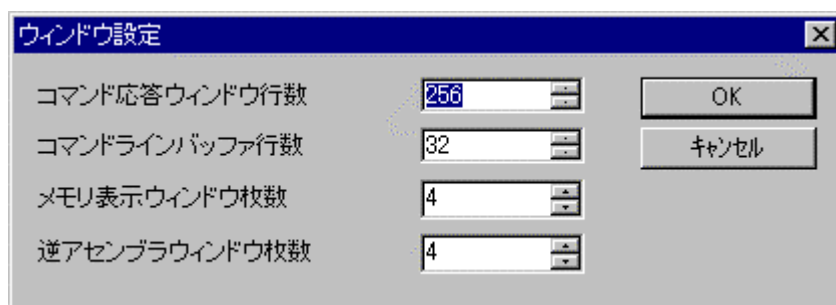 ウィンドウ設定
コマンド応答ウィンドウ行数 256 OK
コマンドラインバッファ行数 32 キャンセル
メモリ表示ウィンドウ枚数 4
逆アセンブラウィンドウ枚数 4